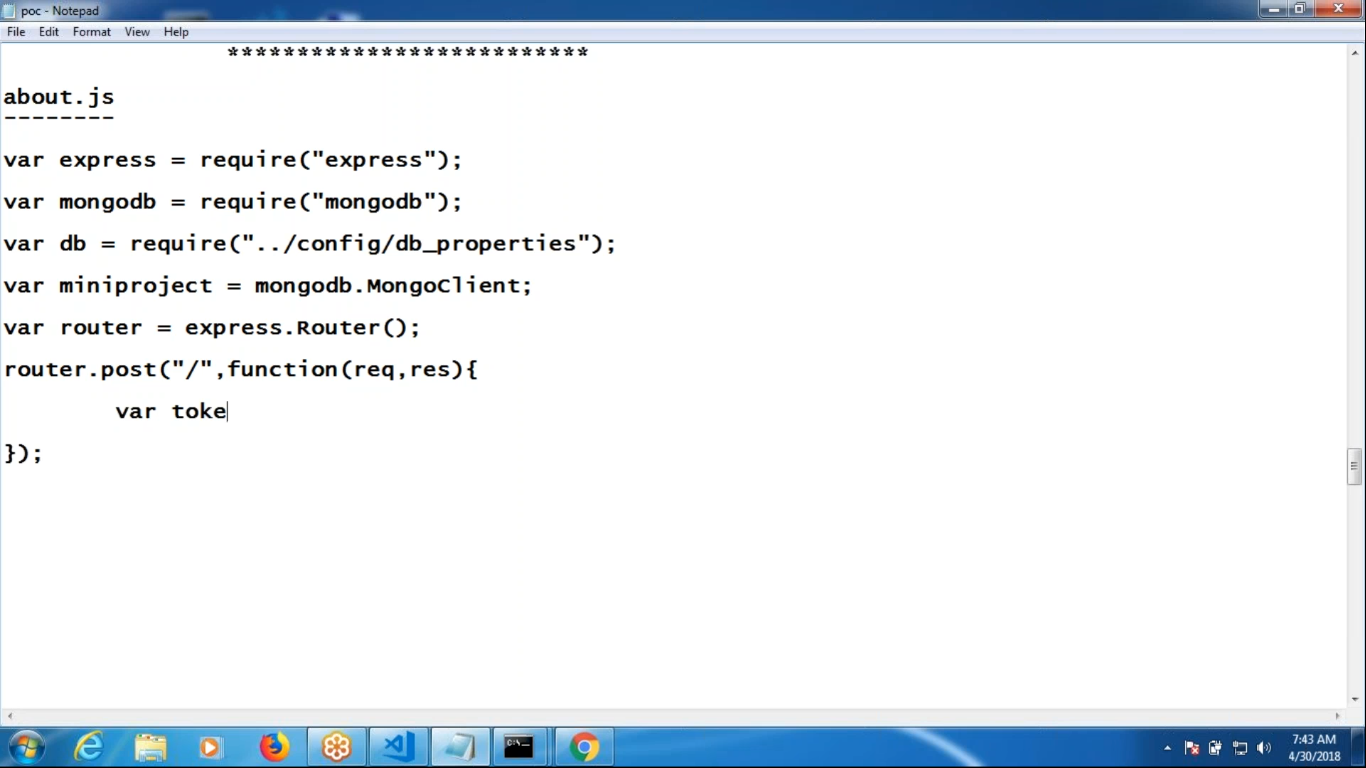 poc - Notepad
File Edit Format View Help
**************************
about.js
--------
var express = require("express");
var mongodb = require("mongodb");
var db = require("../config/db_properties");
var miniproject = mongodb.MongoClient;
var router = express.Router();
router.post("/",function(req,res){
var toke
});
7:43 AM
4/30/2018